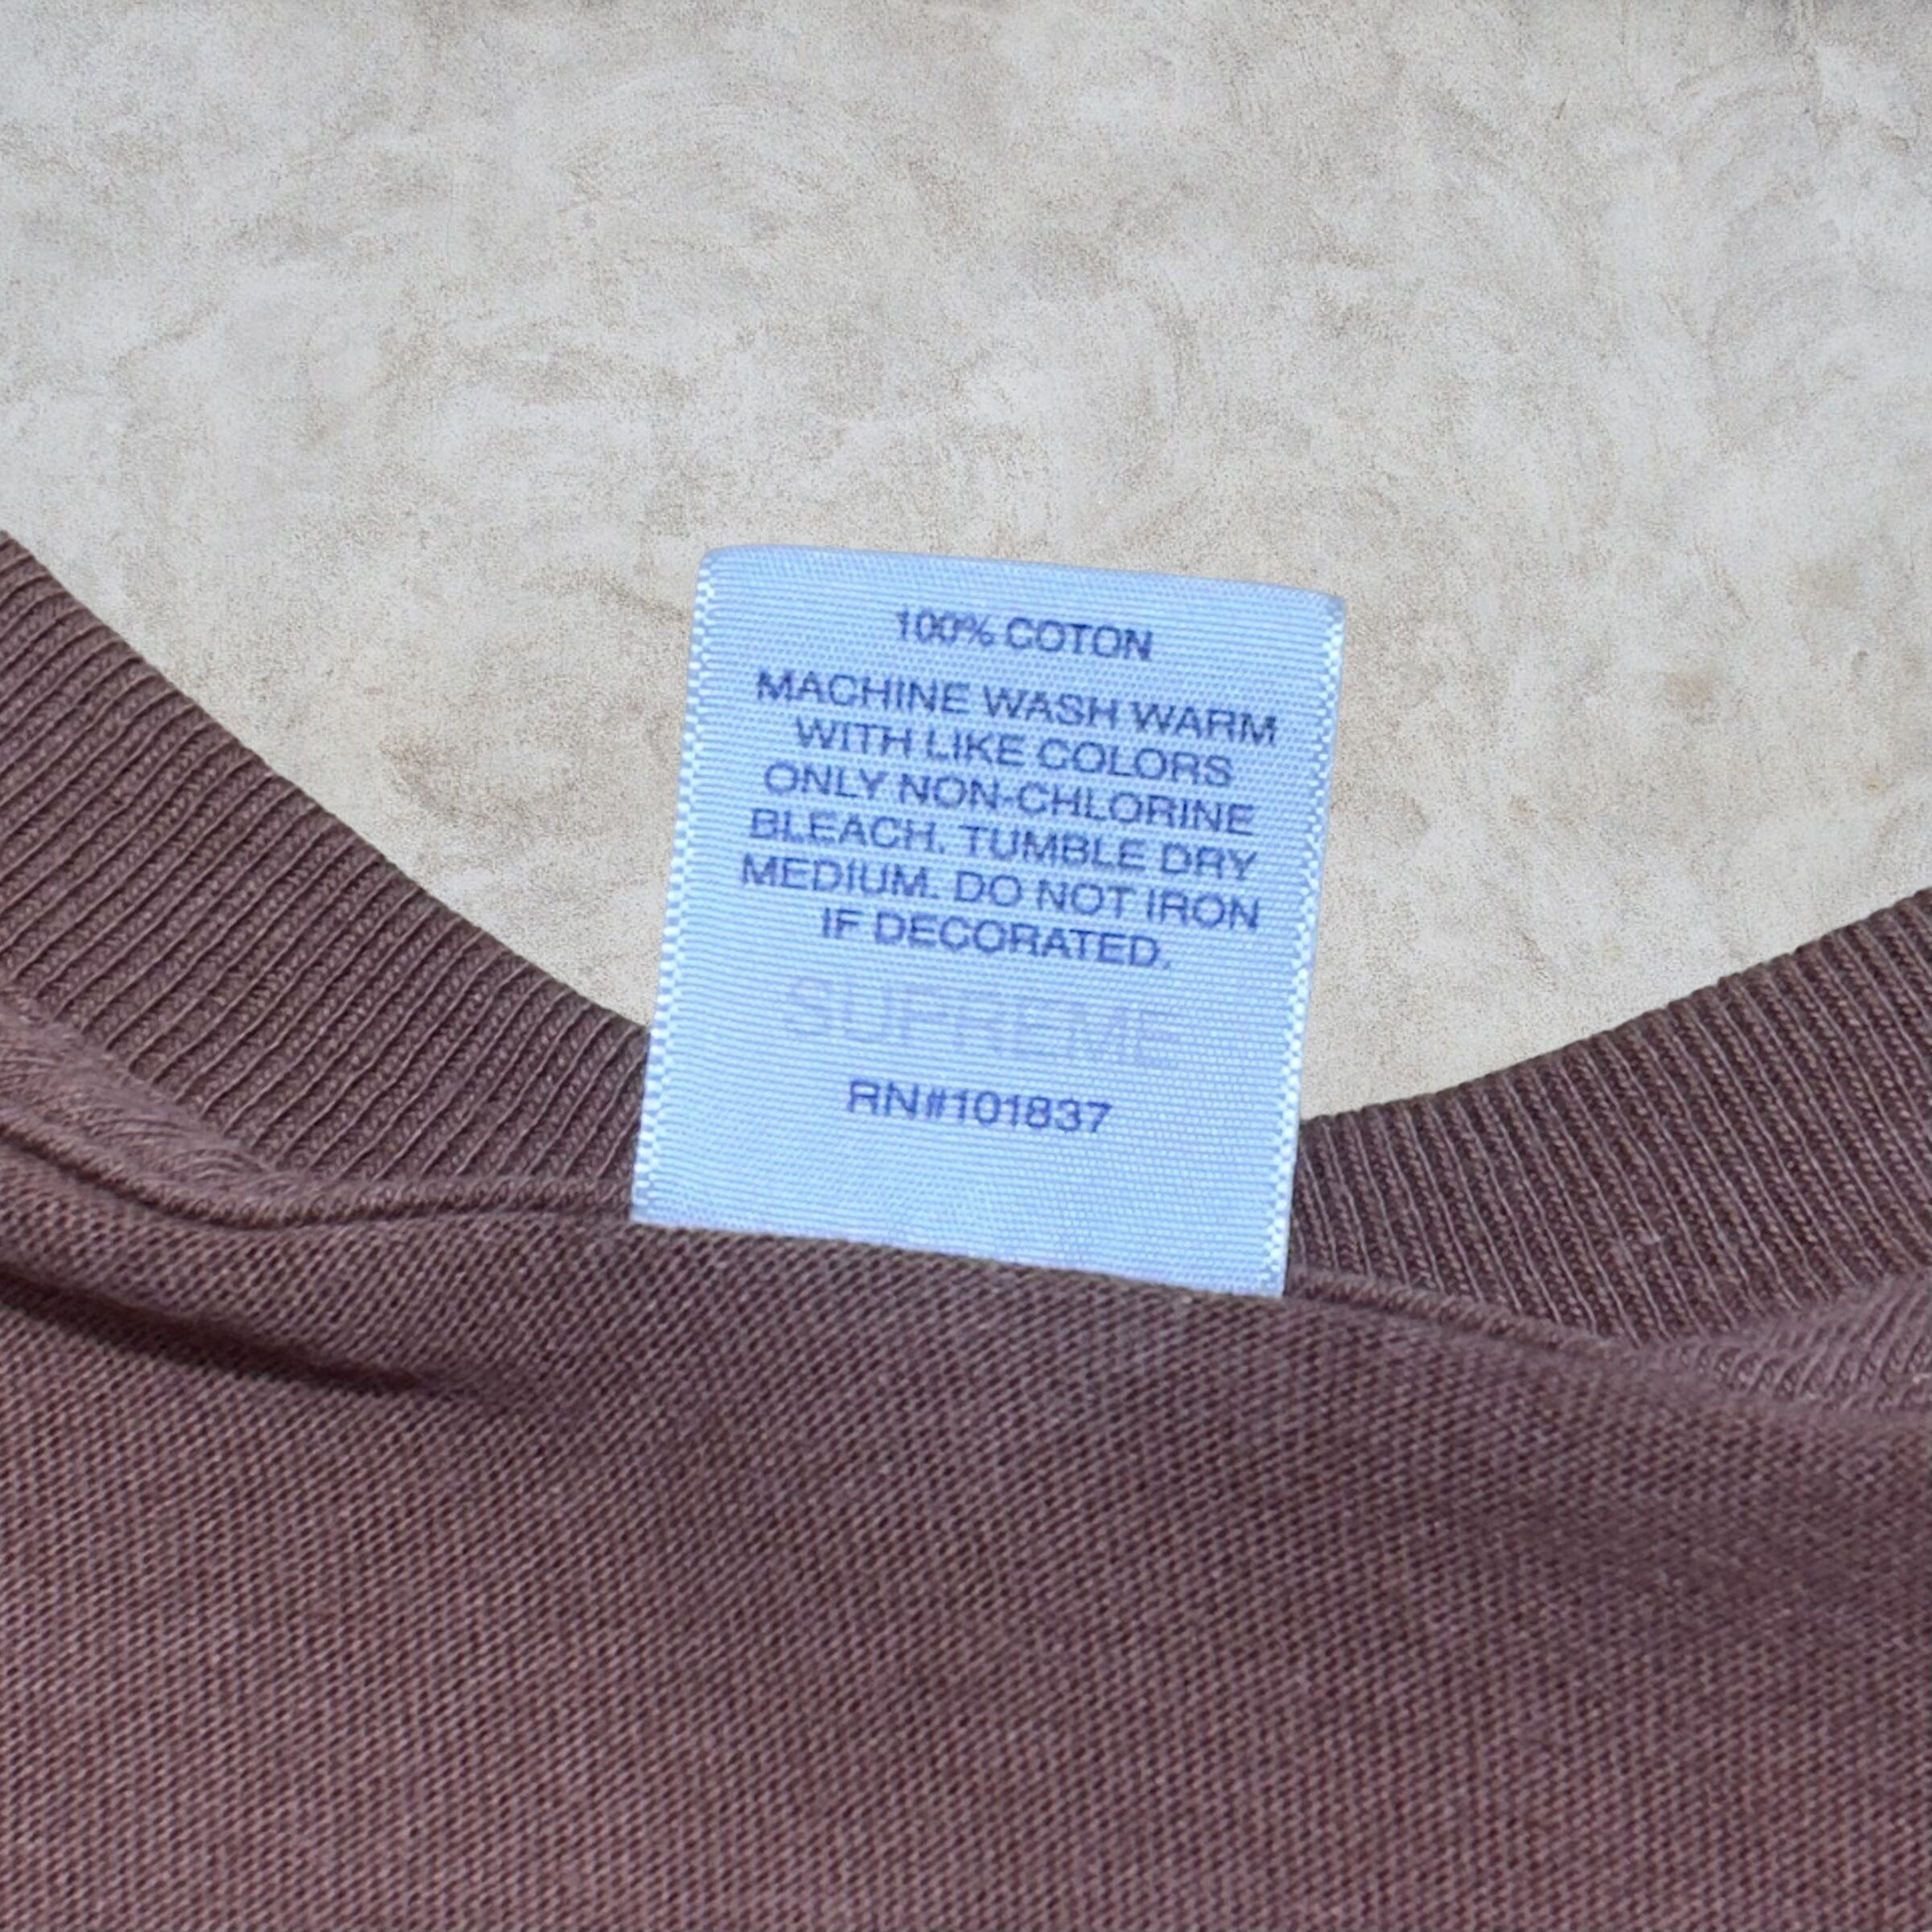 100% COTON
MACHINE WASH WARM
WITH LIKE COLORS
ONLY NON-CHLORINE
BLEACH. TUMBLE DRY
MEDIUM. DO NOT IRON
IF DECORATED.
SUPREME
RN#101837